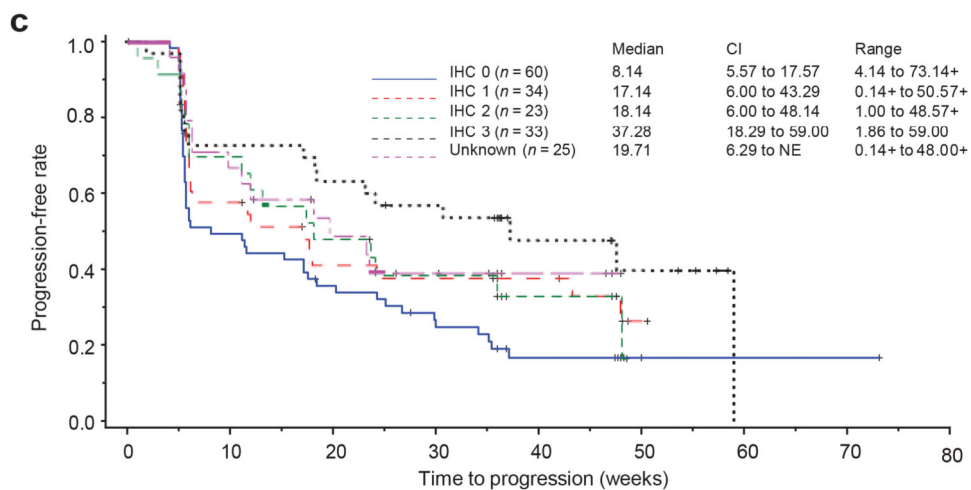 c
Median CI Range
IHC 0 (n = 60) 8.14 5.57 to 17.57 4.14 to 73.14+
IHC 1 (n = 34) 17.14 6.00 to 43.29 0.14+ to 50.57+
IHC 2 (n = 23) 18.14 6.00 to 48.14 1.00 to 48.57+
IHC 3 (n = 33) 37.28 18.29 to 59.00 1.86 to 59.00
Unknown (n = 25) 19.71 6.29 to NE 0.14+ to 48.00+
Progression-free rate
1.0
0.8
0.6
0.4
0.2
0.0
0 10 20 30 40 50 60 70 80
Time to progression (weeks)